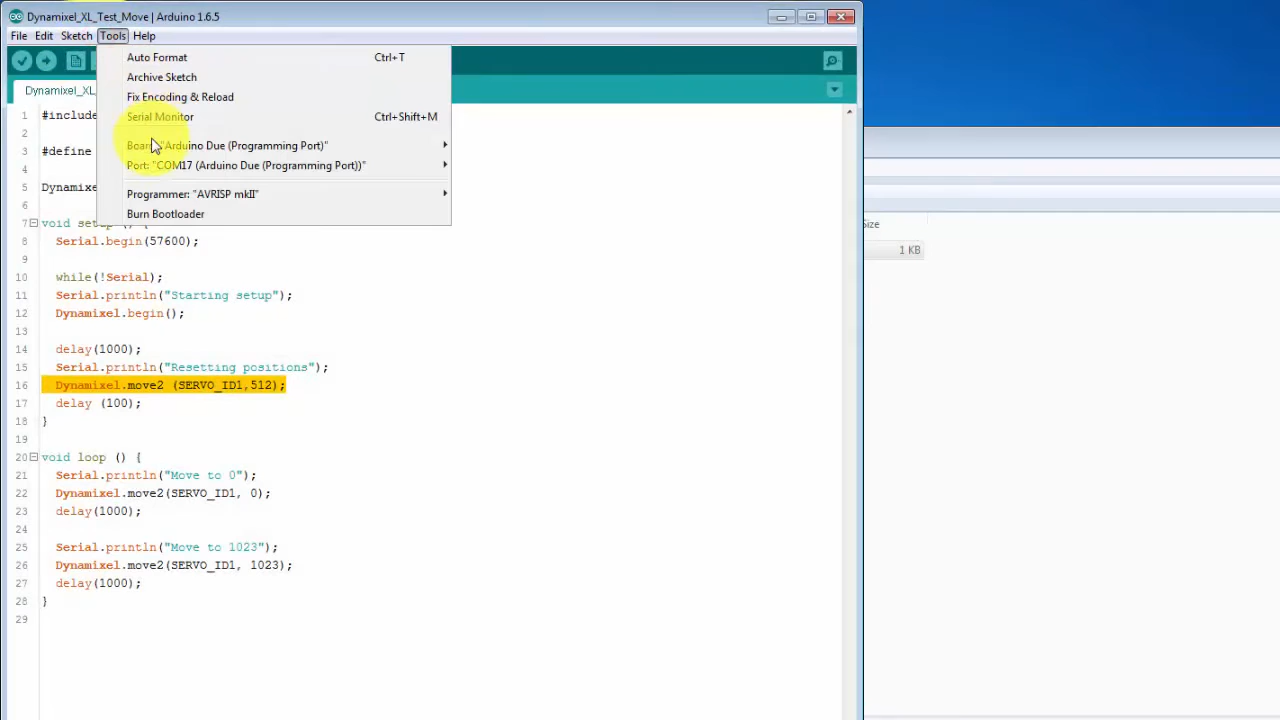 Dynamixel_XL_Test_Move | Arduino 1.6.5
File Edit Sketch Tools Help
Auto Format Ctrl+T
Archive Sketch
Fix Encoding & Reload
Serial Monitor Ctrl+Shift+M
Board: "Arduino Due (Programming Port)"
Port: "COM17 (Arduino Due (Programming Port))"
Programmer: "AVRISP mkII"
Burn Bootloader
Dynamixel_XL_
1 #include
2
3 #define
4
5 Dynamixel
6
7 void setup () {
8 Serial.begin(57600);
9
10 while(!Serial);
11 Serial.println("Starting setup");
12 Dynamixel.begin();
13
14 delay(1000);
15 Serial.println("Resetting positions");
16 Dynamixel.move2 (SERVO_ID1,512);
17 delay (100);
18 }
19
20 void loop () {
21 Serial.println("Move to 0");
22 Dynamixel.move2(SERVO_ID1, 0);
23 delay(1000);
24
25 Serial.println("Move to 1023");
26 Dynamixel.move2(SERVO_ID1, 1023);
27 delay(1000);
28 }
29
Size
1 KB